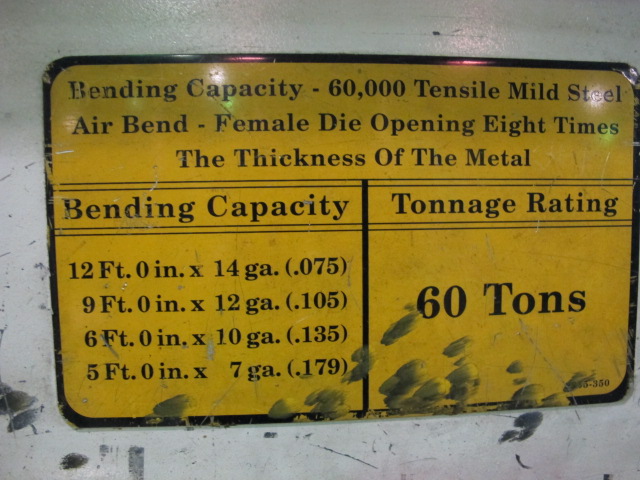 Bending Capacity - 60,000 Tensile Mild Steel
Air Bend - Female Die Opening Eight Times
The Thickness Of The Metal
Bending Capacity
12 Ft. 0 in. x 14 ga. (.075)
9 Ft. 0 in. x 12 ga. (.105)
6 Ft. 0 in. x 10 ga. (.135)
5 Ft. 0 in. x 7 ga. (.179)
Tonnage Rating
60 Tons